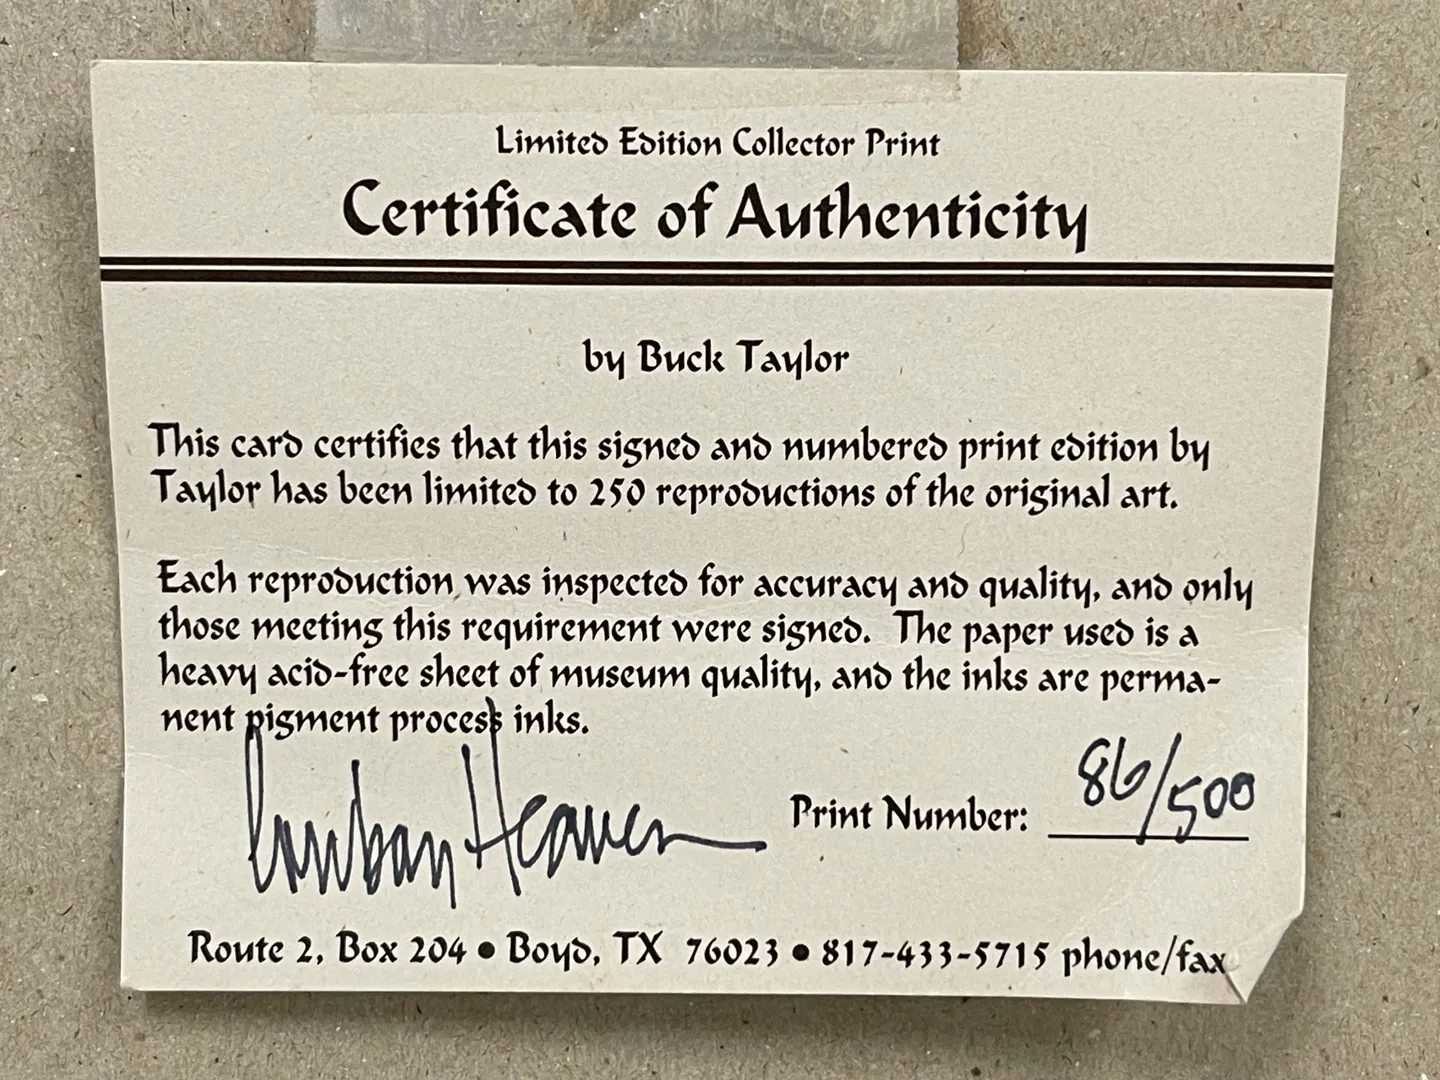 Limited Edition Collector Print
Certificate of Authenticity
by Buck Taylor
This card certifies that this signed and numbered print edition by
Taylor has been limited to 250 reproductions of the original art.
Each reproduction was inspected for accuracy and quality, and only
those meeting this requirement were signed. The paper used is a
heavy acid-free sheet of museum quality, and the inks are perma-
nent pigment process inks.
Cowboy Heaven
Print Number: 86/500
Route 2, Box 204 • Boyd, TX 76023 • 817-433-5715 phone/fax